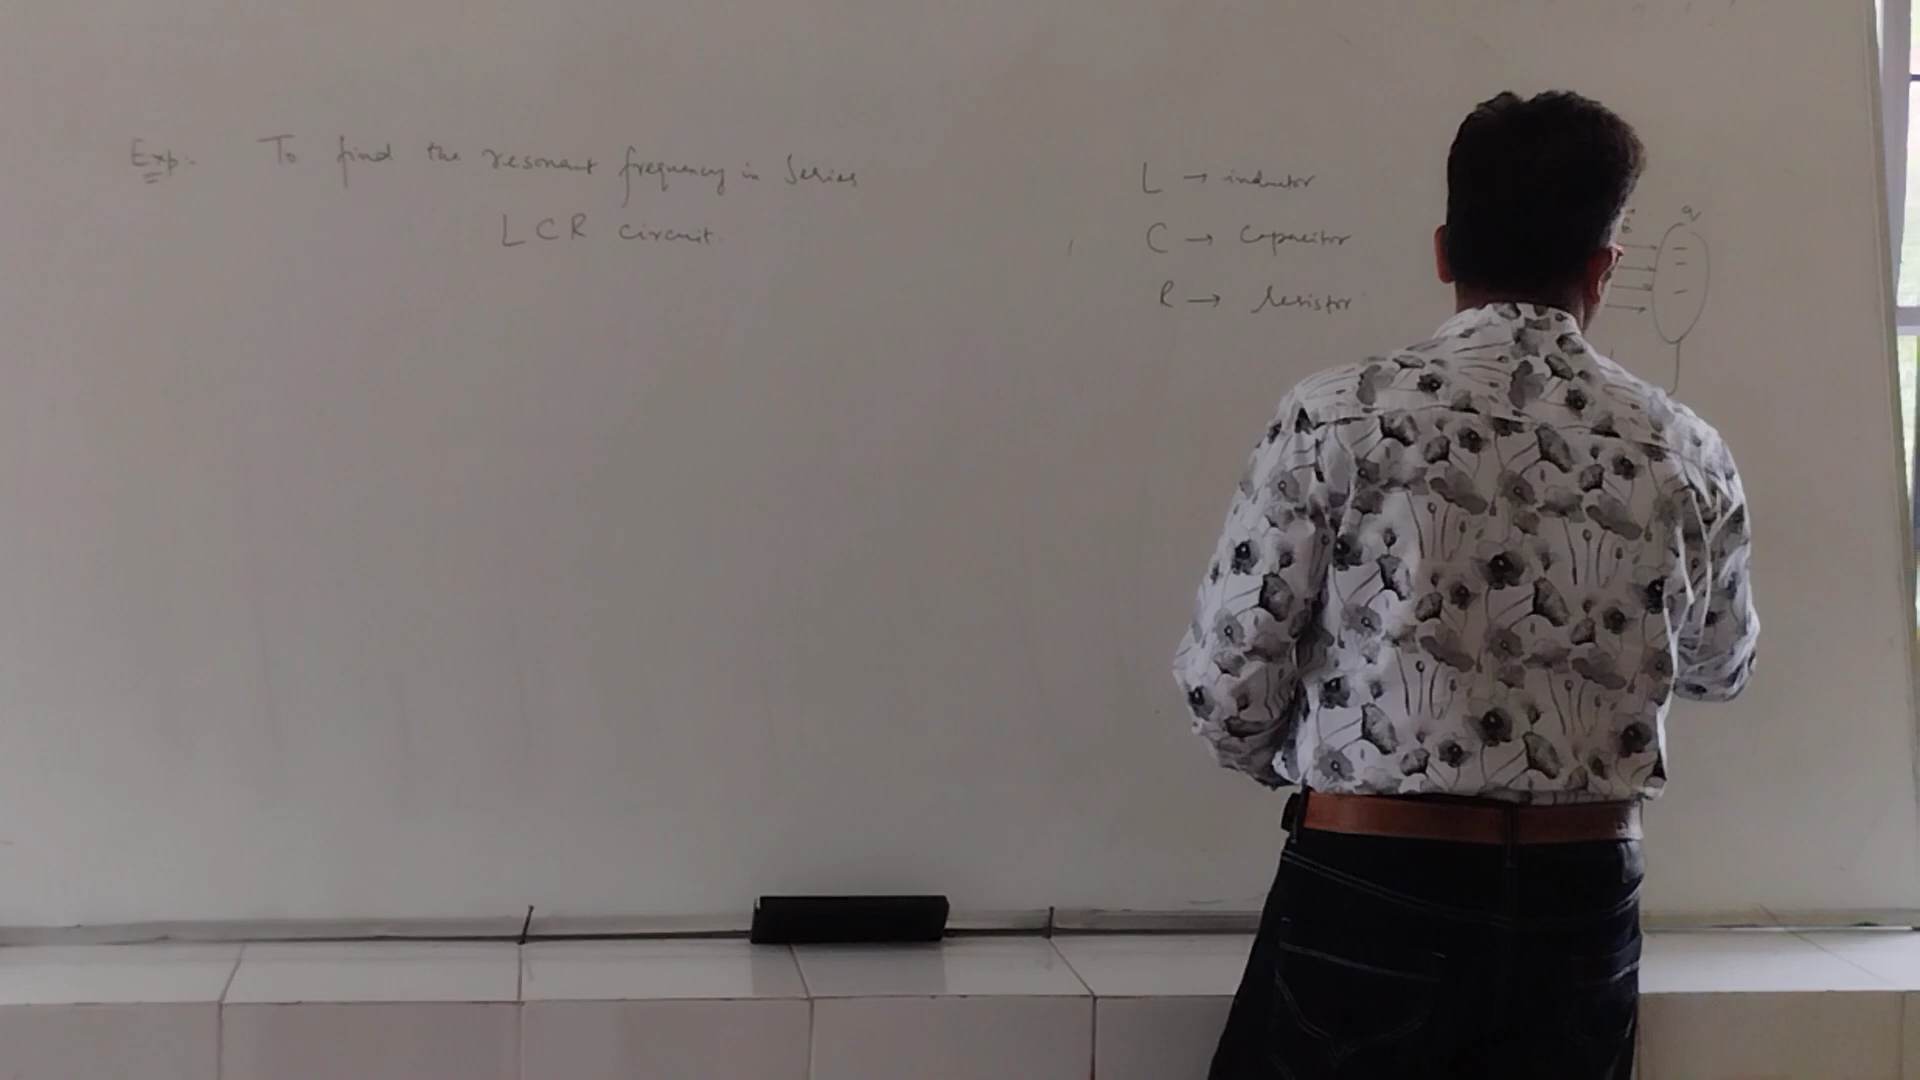 Exp:- To find the resonant frequency in Series
LCR circuit
L → inductor
C → Capacitor
R → Resistor
E
q